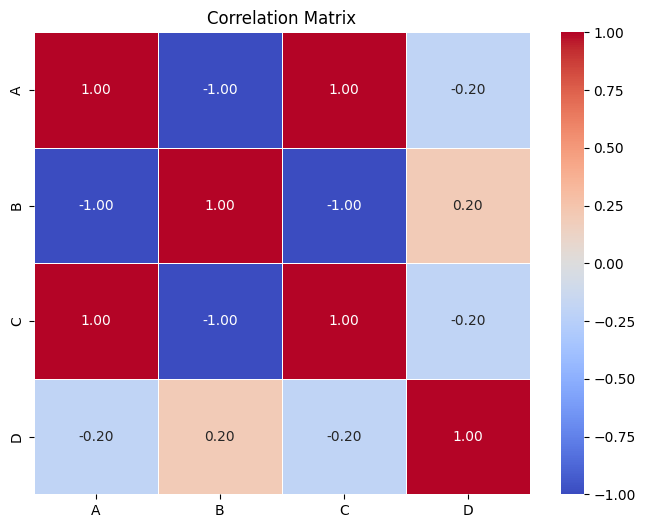 Correlation Matrix
A 1.00 -1.00 1.00 -0.20
B -1.00 1.00 -1.00 0.20
C 1.00 -1.00 1.00 -0.20
D -0.20 0.20 -0.20 1.00
A B C D
1.00
0.75
0.50
0.25
0.00
−0.25
−0.50
−0.75
−1.00